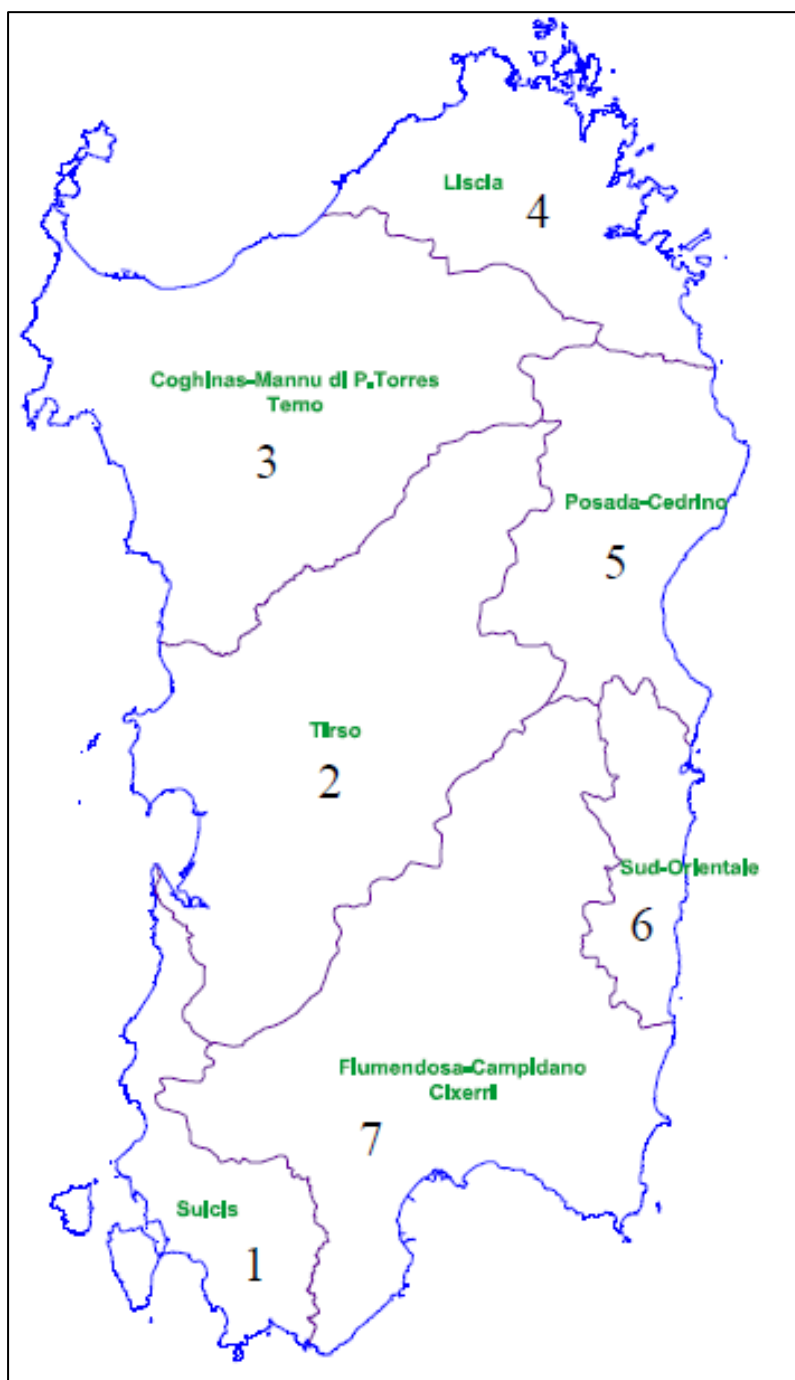 Liscia
4
Coghinas-Mannu di P.Torres
Temo
3
Posada-Cedrino
5
Tirso
2
Sud-Orientale
6
Flumendosa-Campidano
Cixerri
7
Sulcis
1